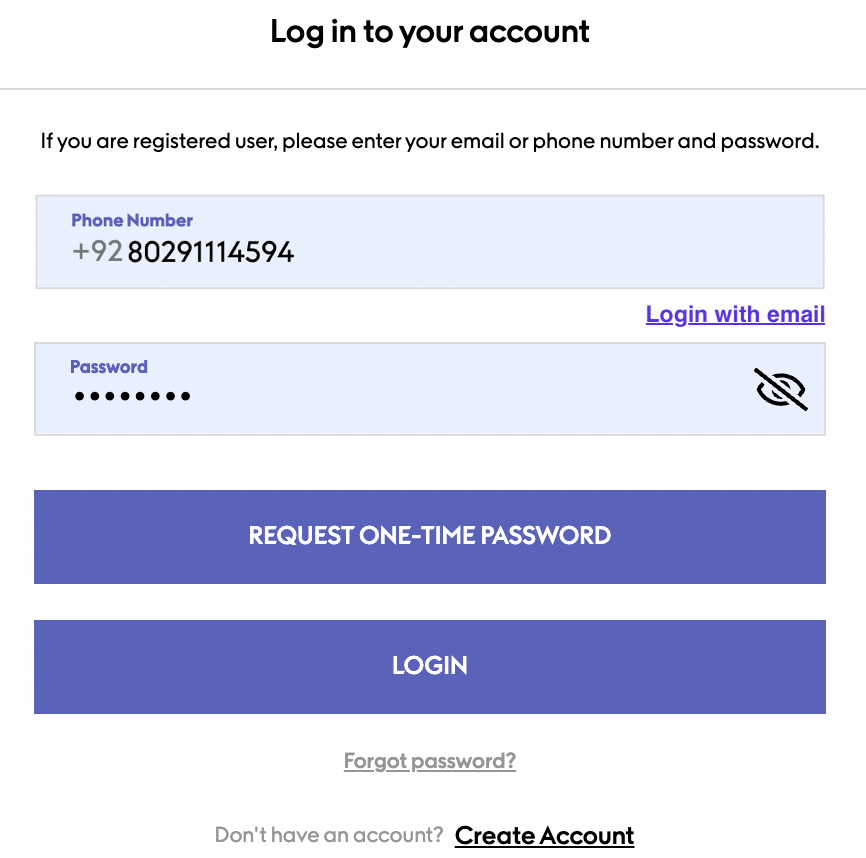 Log in to your account
If you are registered user, please enter your email or phone number and password.
Phone Number
+92 80291114594
Login with email
Password
••••••••
REQUEST ONE-TIME PASSWORD
LOGIN
Forgot password?
Don't have an account? Create Account